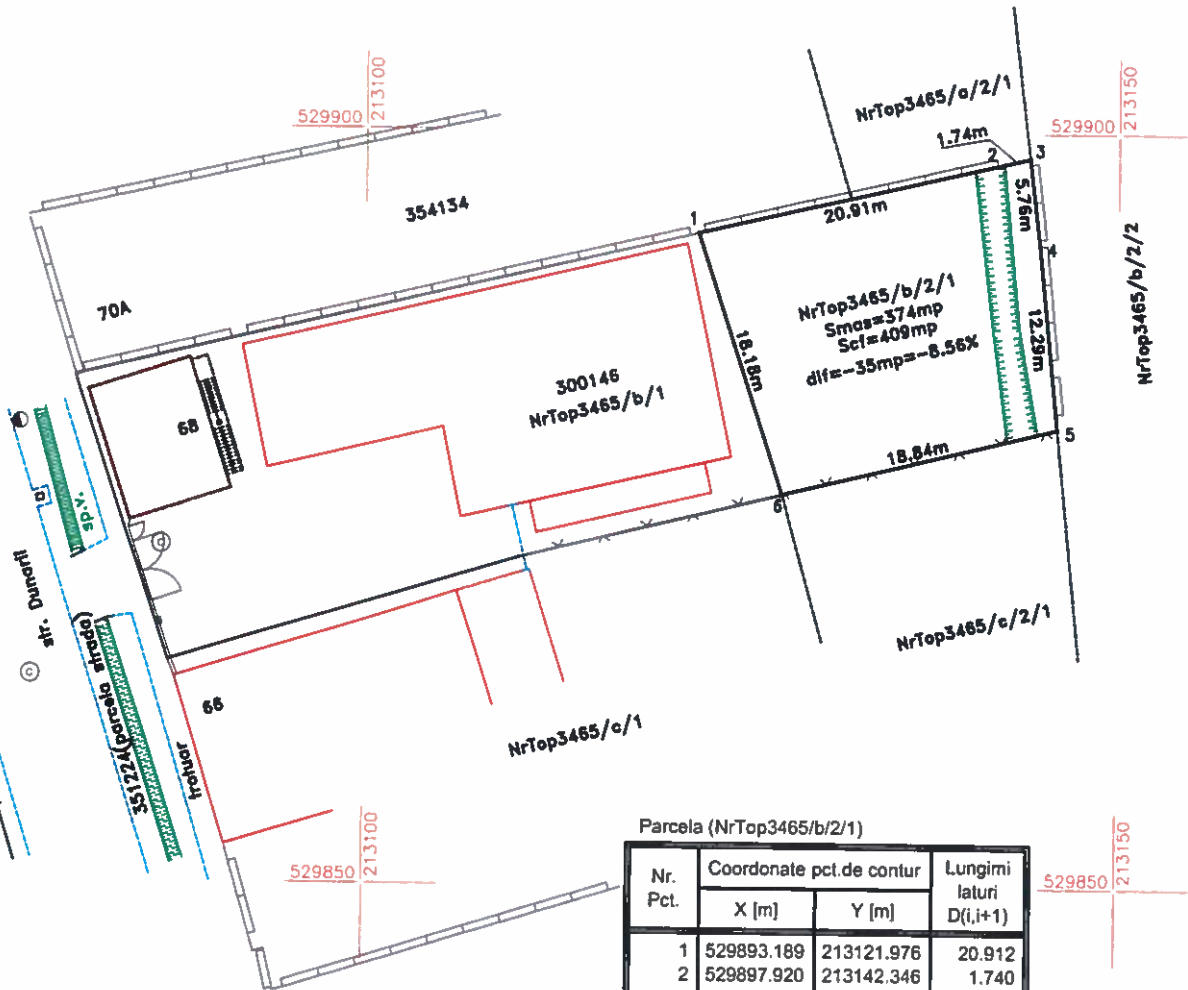 213100
529900
NrTop3465/a/2/1
213150
529900
1.74m
2
3
354134
1
20.91m
5.76m
4
NrTop3465/b/2/2
70A
NrTop3465/b/2/1
Smas=374mp
Scf=409mp
dif=-35mp=-8.56%
12.29m
18.18m
300146
NrTop3465/b/1
68
18.84m
5
6
sp.v.
str. Dunarii
NrTop3465/c/2/1
351224(parcela strada)
trotuar
66
NrTop3465/c/1
213100
529850
213150
529850
Parcela (NrTop3465/b/2/1)
Nr. Pct.
Coordonate pct.de contur
Lungimi laturi D(i,i+1)
X [m]
Y [m]
1 529893.189 213121.976 20.912
2 529897.920 213142.346 1.740